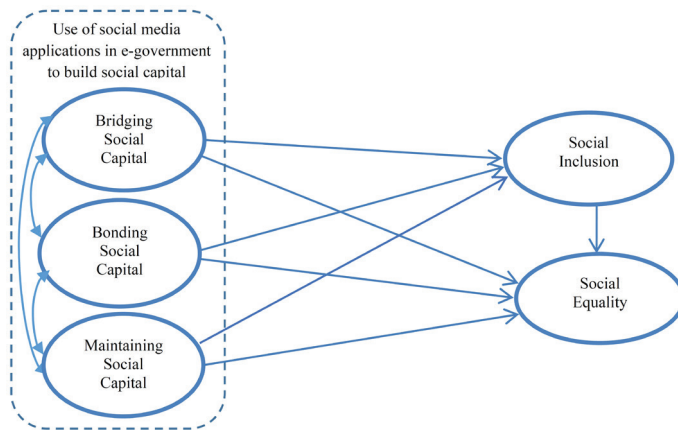 Use of social media
applications in e-government
to build social capital
Bridging
Social
Capital
Bonding
Social
Capital
Maintaining
Social
Capital
Social
Inclusion
Social
Equality